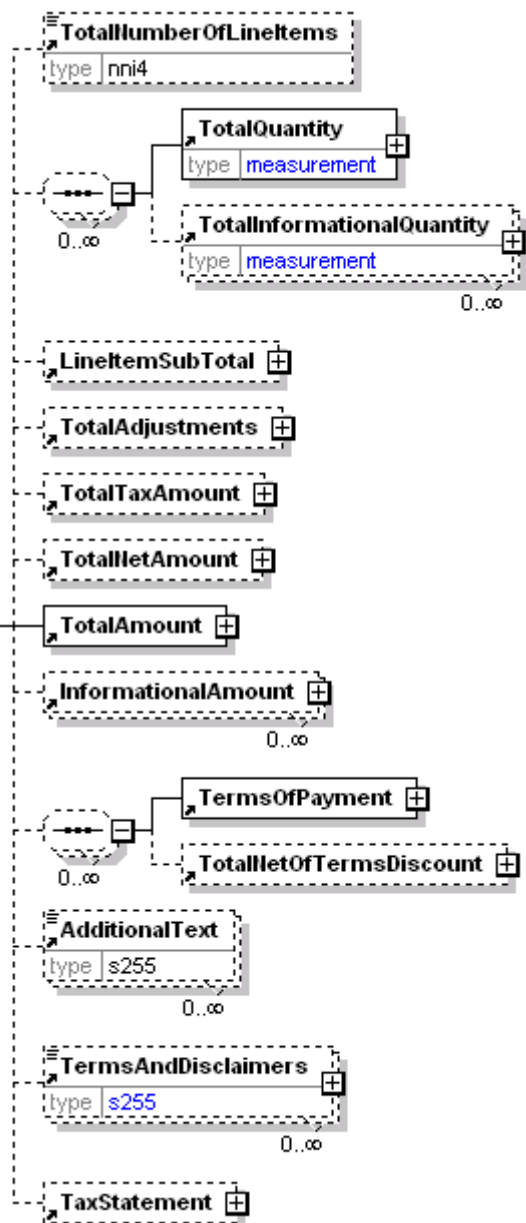 TotalNumberOfLineItems
type nni4
TotalQuantity
type measurement
TotalInformationalQuantity
type measurement
0..∞
0..∞
LineItemSubTotal
TotalAdjustments
TotalTaxAmount
TotalNetAmount
TotalAmount
InformationalAmount
0..∞
TermsOfPayment
TotalNetOfTermsDiscount
0..∞
AdditionalText
type s255
0..∞
TermsAndDisclaimers
type s255
0..∞
TaxStatement